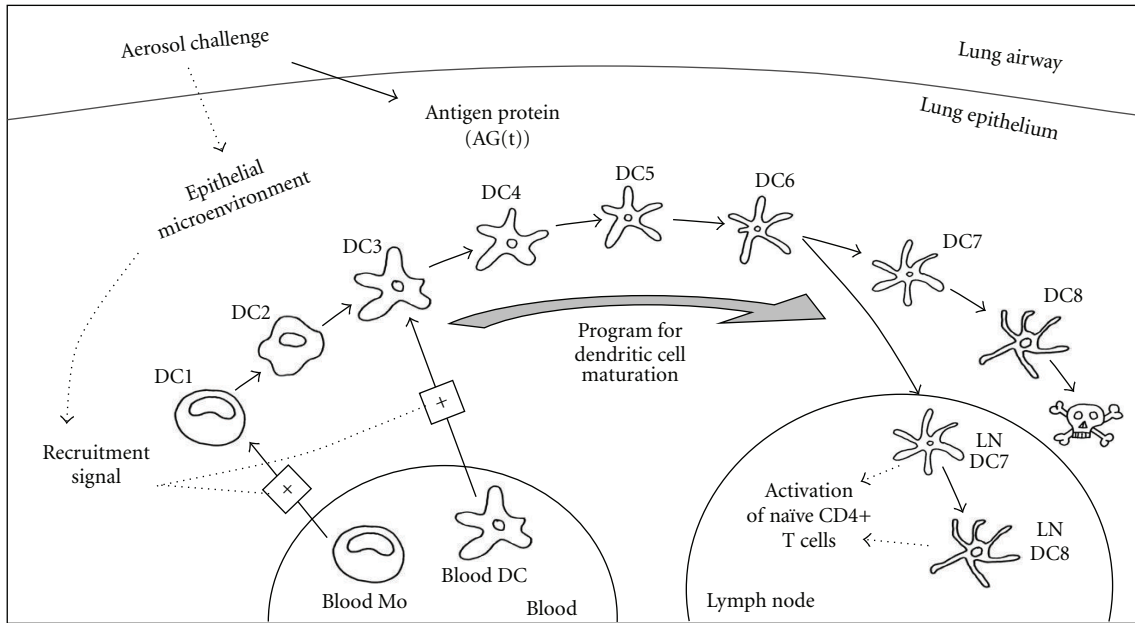 Aerosol challenge
Lung airway
Lung epithelium
Antigen protein
(AG(t))
Epithelial
microenvironment
DC4
DC5
DC6
DC3
DC7
DC2
DC8
Program for
dendritic cell
maturation
DC1
+
Recruitment
signal
+
LN
DC7
Activation
of naïve CD4+
T cells
LN
DC8
Blood DC
Blood Mo
Blood
Lymph node